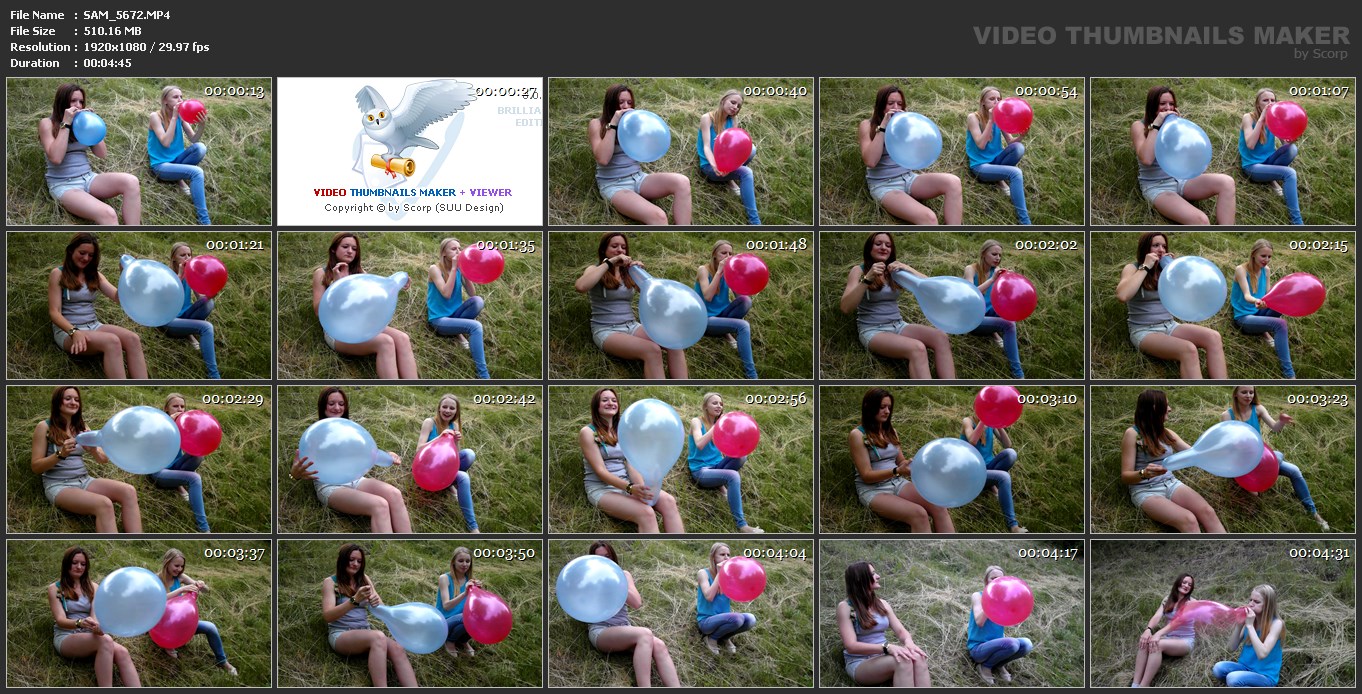 File Name : SAM_5672.MP4
File Size : 510.16 MB
Resolution : 1920x1080 / 29.97 fps
Duration : 00:04:45
VIDEO THUMBNAILS MAKER
by Scorp
00:00:13
00:00:27
BRILLIA
EDIT
VIDEO THUMBNAILS MAKER + VIEWER
Copyright © by Scorp (SUU Design)
00:00:40
00:00:54
00:01:07
00:01:21
00:01:35
00:01:48
00:02:02
00:02:15
00:02:29
00:02:42
00:02:56
00:03:10
00:03:23
00:03:37
00:03:50
00:04:04
00:04:17
00:04:31